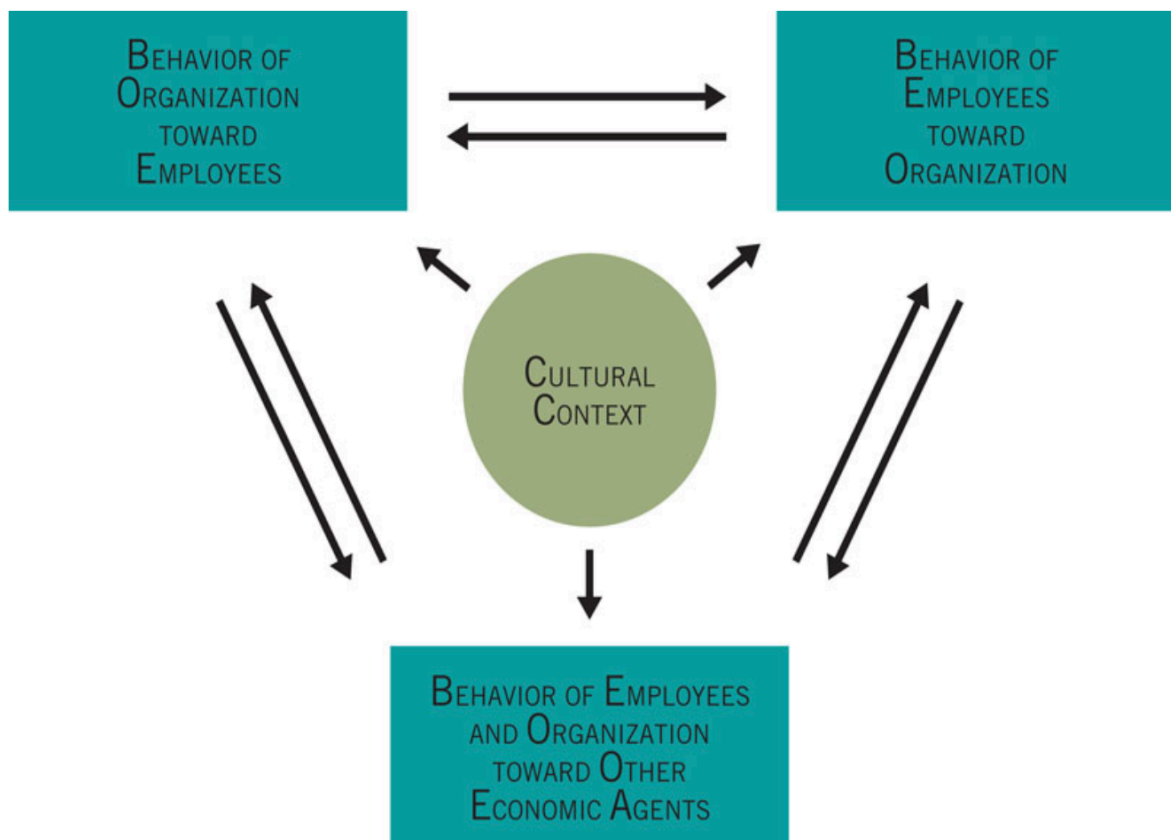 BEHAVIOR OF
ORGANIZATION
TOWARD
EMPLOYEES
BEHAVIOR OF
EMPLOYEES
TOWARD
ORGANIZATION
CULTURAL
CONTEXT
BEHAVIOR OF EMPLOYEES
AND ORGANIZATION
TOWARD OTHER
ECONOMIC AGENTS